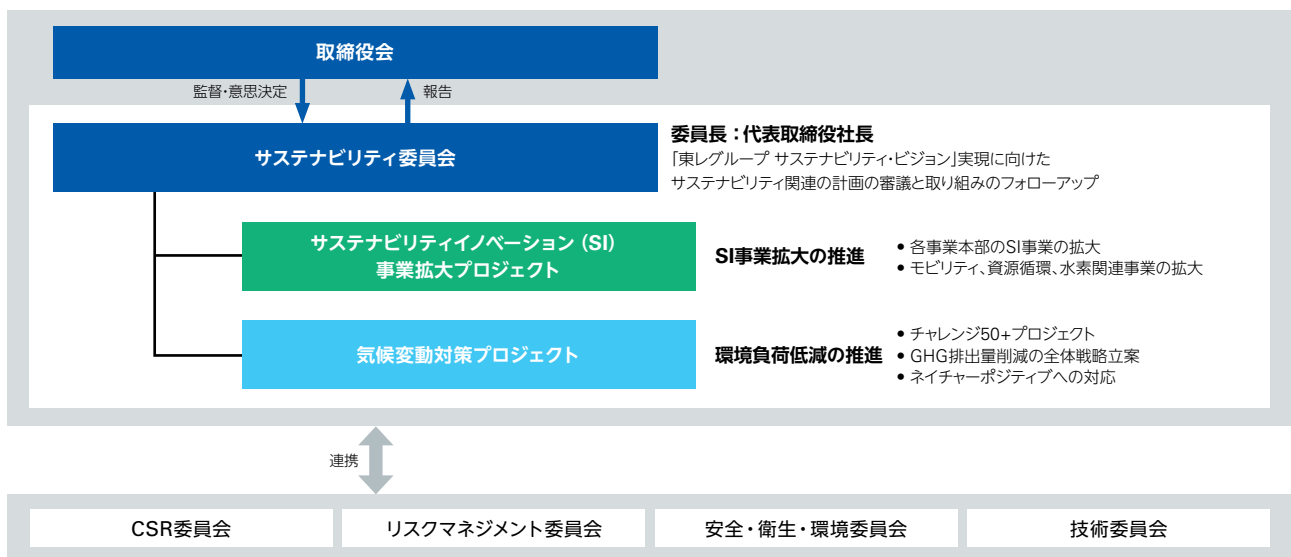 取締役会
監督・意思決定
報告
サステナビリティ委員会
委員長：代表取締役社長
「東レグループ サステナビリティ・ビジョン」実現に向けた
サステナビリティ関連の計画の審議と取り組みのフォローアップ
サステナビリティイノベーション（SI）
事業拡大プロジェクト
SI事業拡大の推進
• 各事業本部のSI事業の拡大
• モビリティ、資源循環、水素関連事業の拡大
気候変動対策プロジェクト
環境負荷低減の推進
• チャレンジ50+プロジェクト
• GHG排出量削減の全体戦略立案
• ネイチャーポジティブへの対応
連携
CSR委員会
リスクマネジメント委員会
安全・衛生・環境委員会
技術委員会